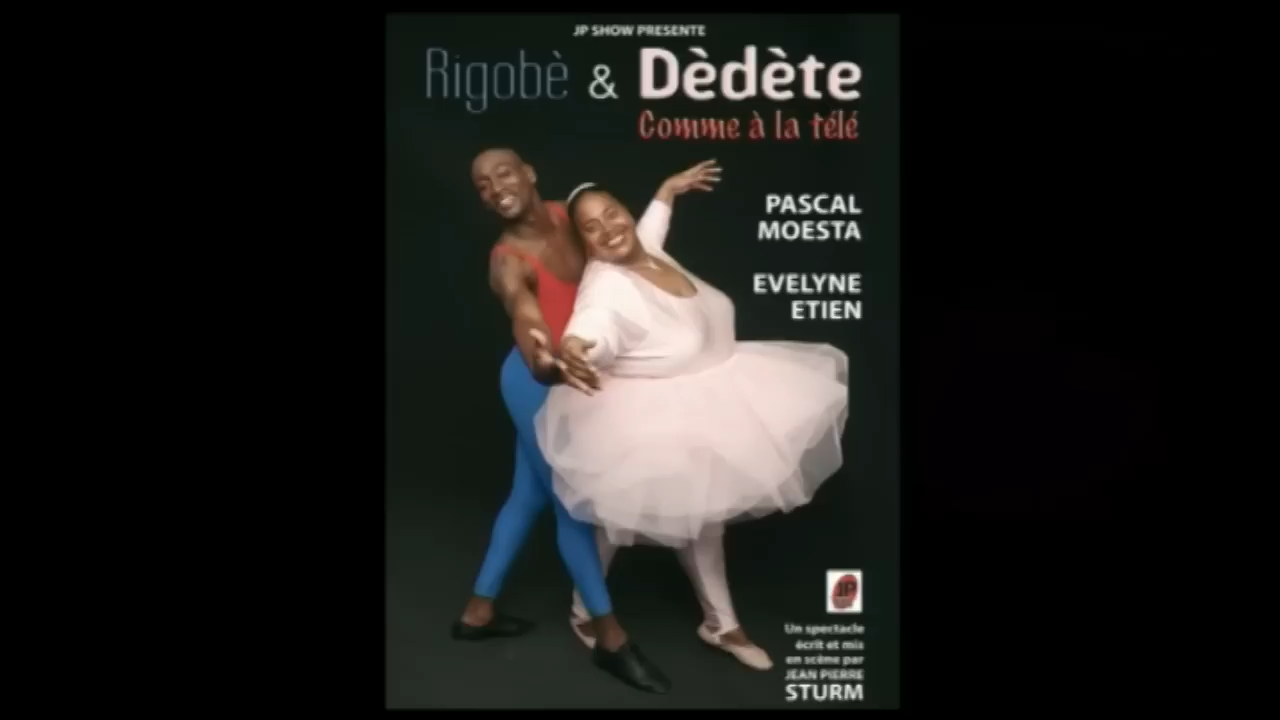 JP SHOW PRESENTE
Rigobè & Dèdète
Comme à la télé
PASCAL
MOESTA
EVELYNE
ETIEN
JP
Un spectacle
écrit et mis
en scène par
JEAN PIERRE
STURM